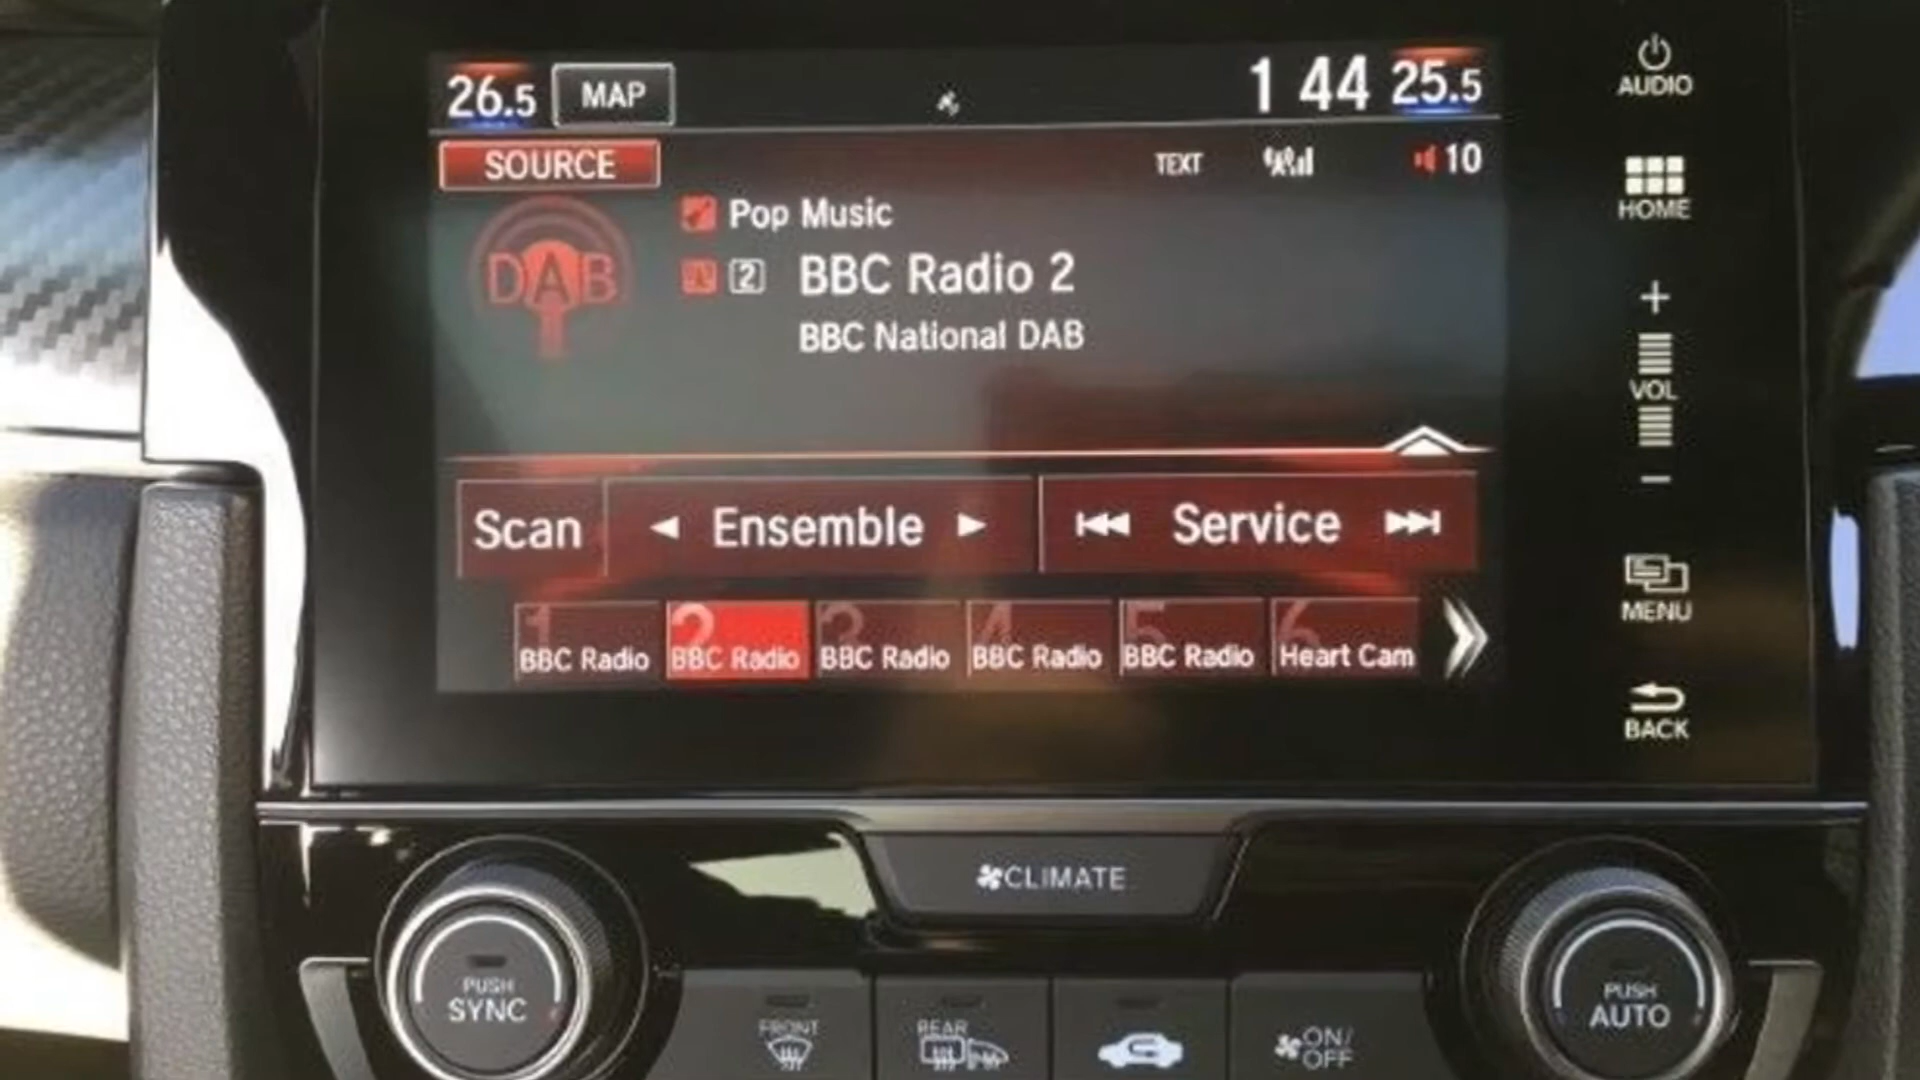 26.5 MAP 1 44 25.5
SOURCE TEXT 10
Pop Music
DAB 2 BBC Radio 2
BBC National DAB
Scan Ensemble Service
1 2 3 4 5 6
BBC Radio BBC Radio BBC Radio BBC Radio BBC Radio Heart Cam
AUDIO
HOME
+
VOL
-
MENU
BACK
CLIMATE
PUSH
SYNC
FRONT
REAR
ON/
OFF
PUSH
AUTO